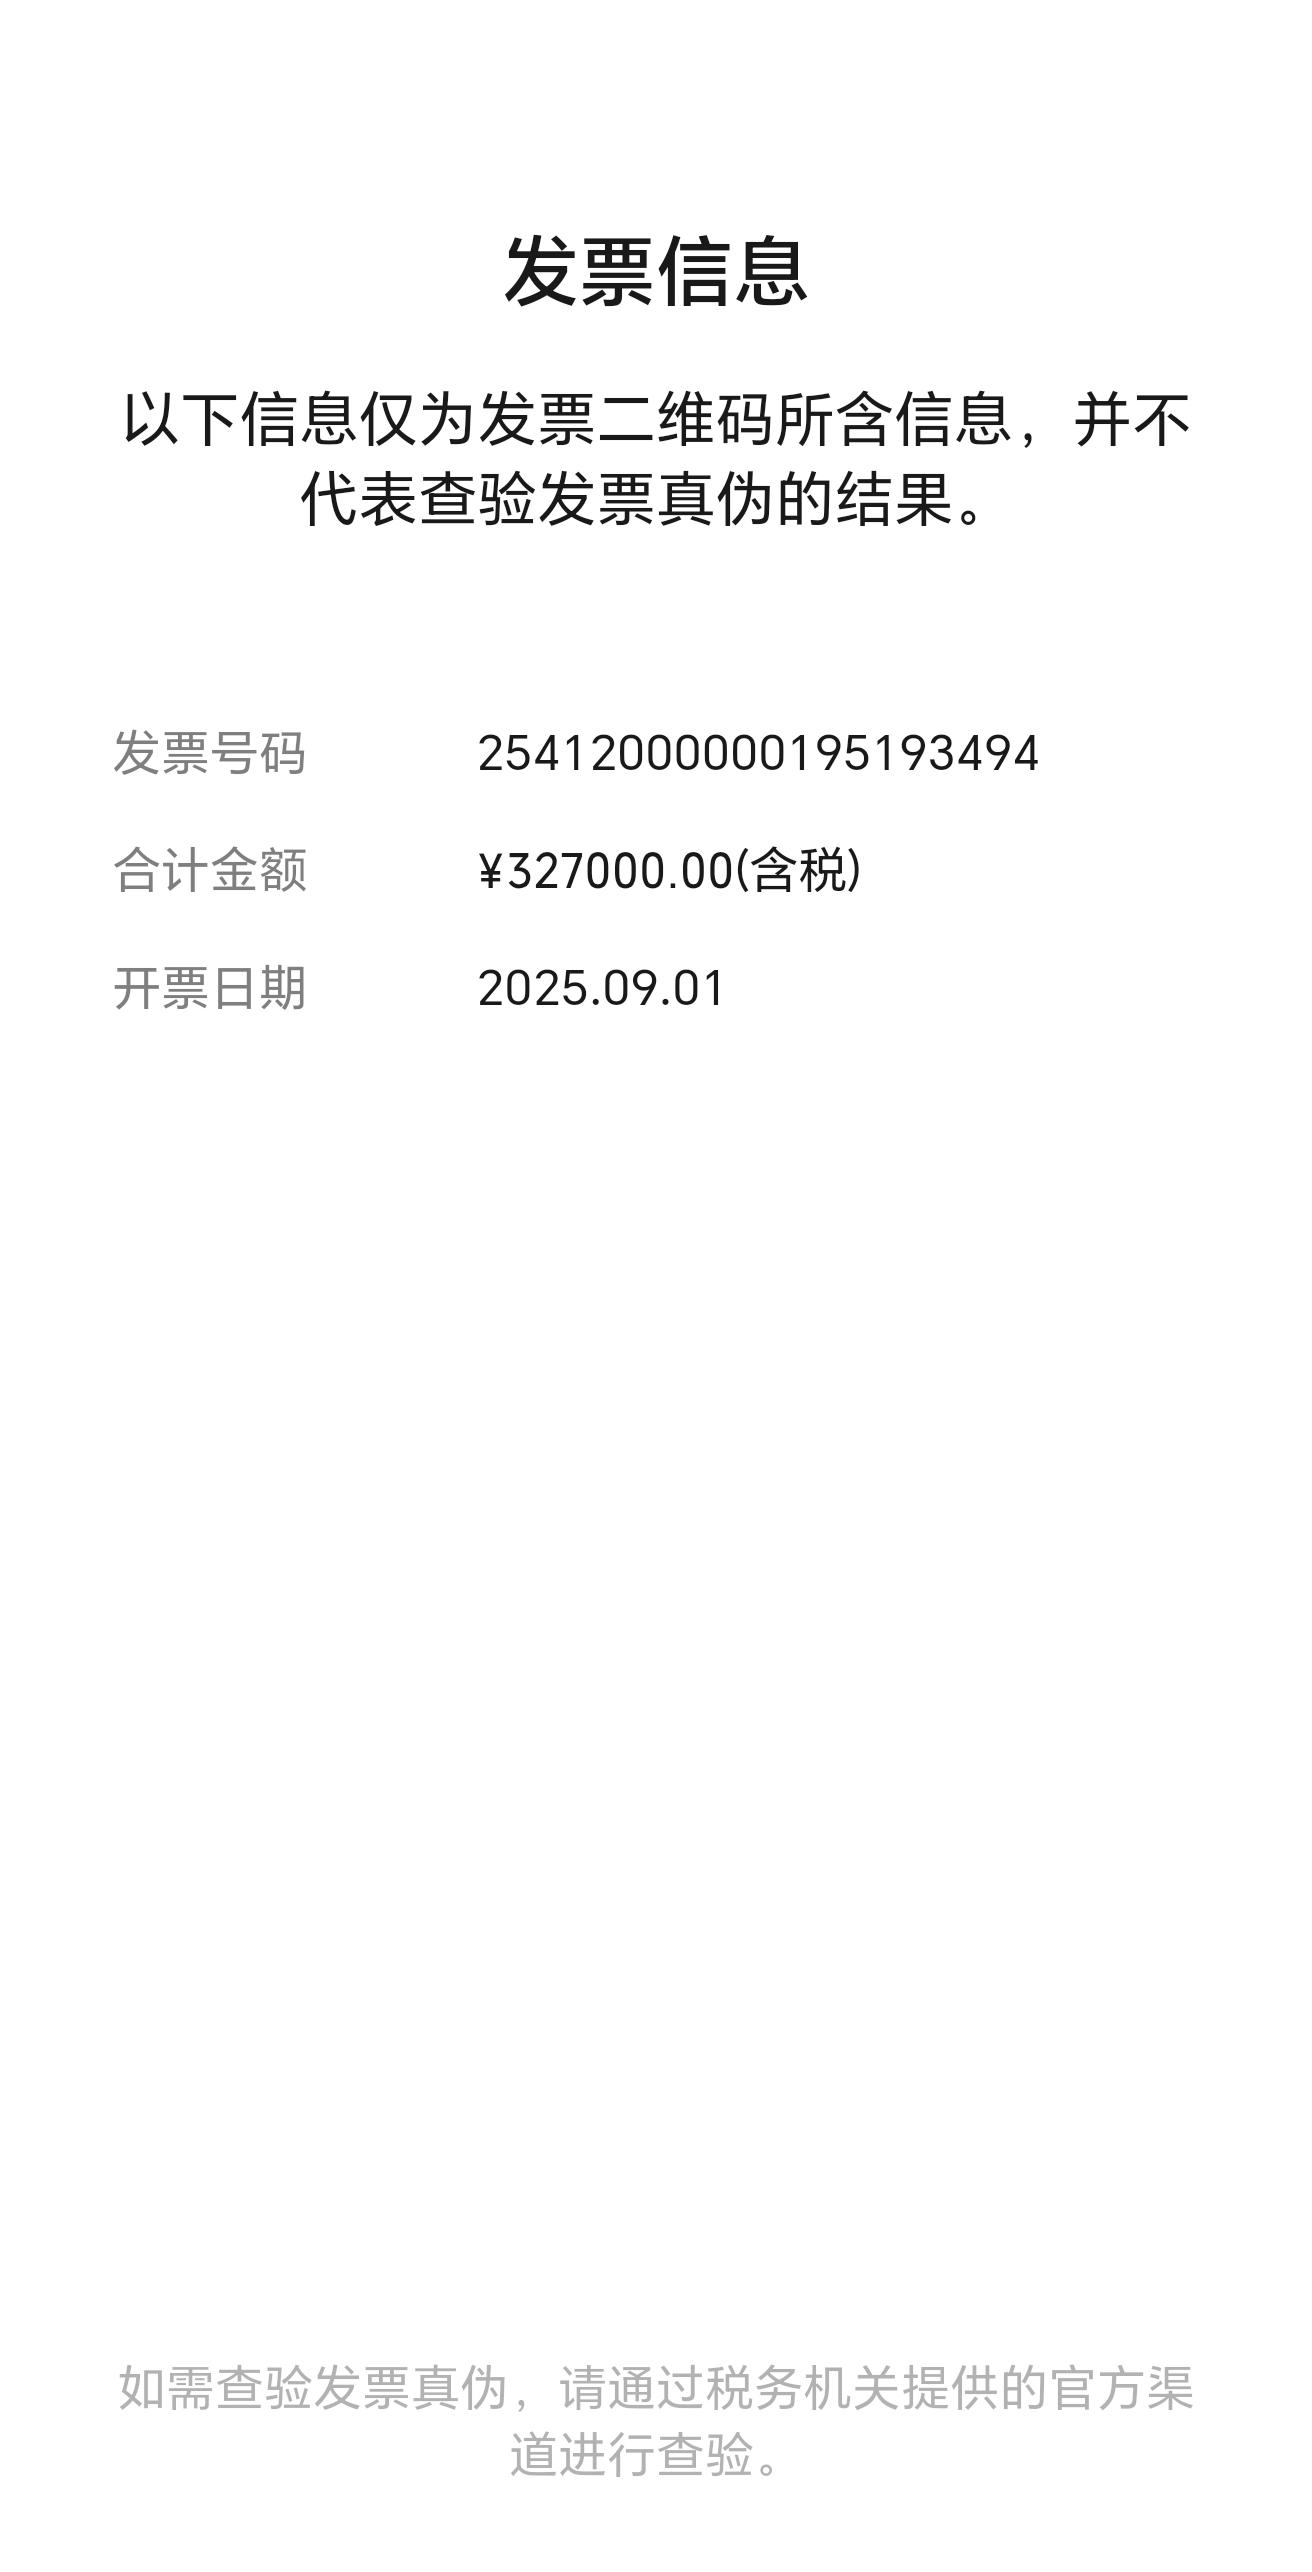 发票信息
以下信息仅为发票二维码所含信息，并不
代表查验发票真伪的结果。
发票号码 25412000000195193494
合计金额 ¥327000.00(含税)
开票日期 2025.09.01
如需查验发票真伪，请通过税务机关提供的官方渠
道进行查验。